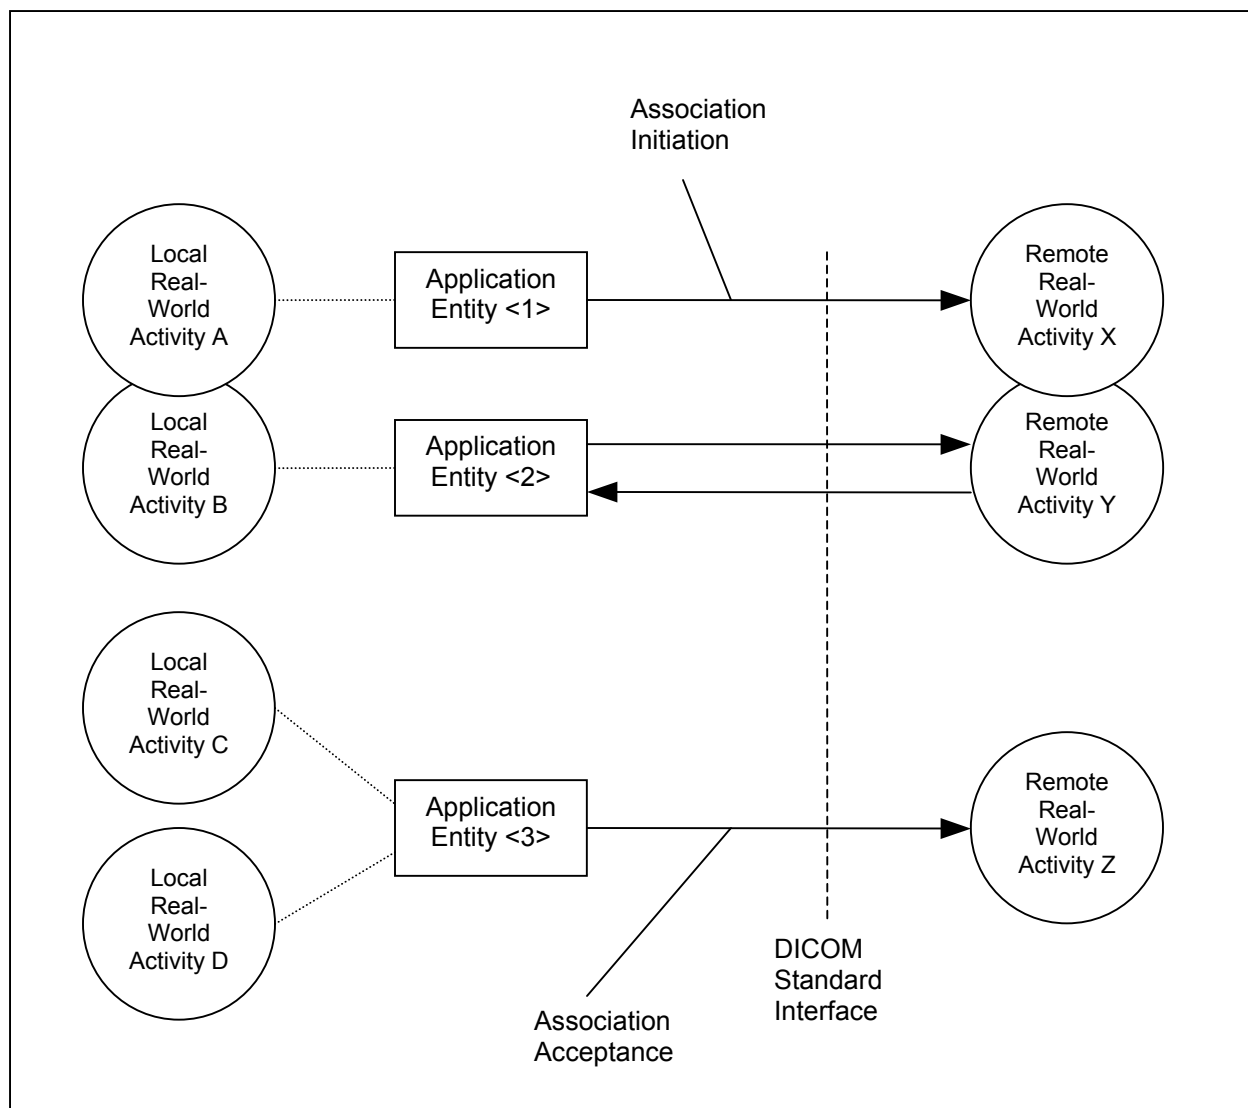 Association
Initiation
Local
Real-
World
Activity A
Application
Entity <1>
Remote
Real-
World
Activity X
Local
Real-
World
Activity B
Application
Entity <2>
Remote
Real-
World
Activity Y
Local
Real-
World
Activity C
Application
Entity <3>
Remote
Real-
World
Activity Z
Local
Real-
World
Activity D
DICOM
Standard
Interface
Association
Acceptance